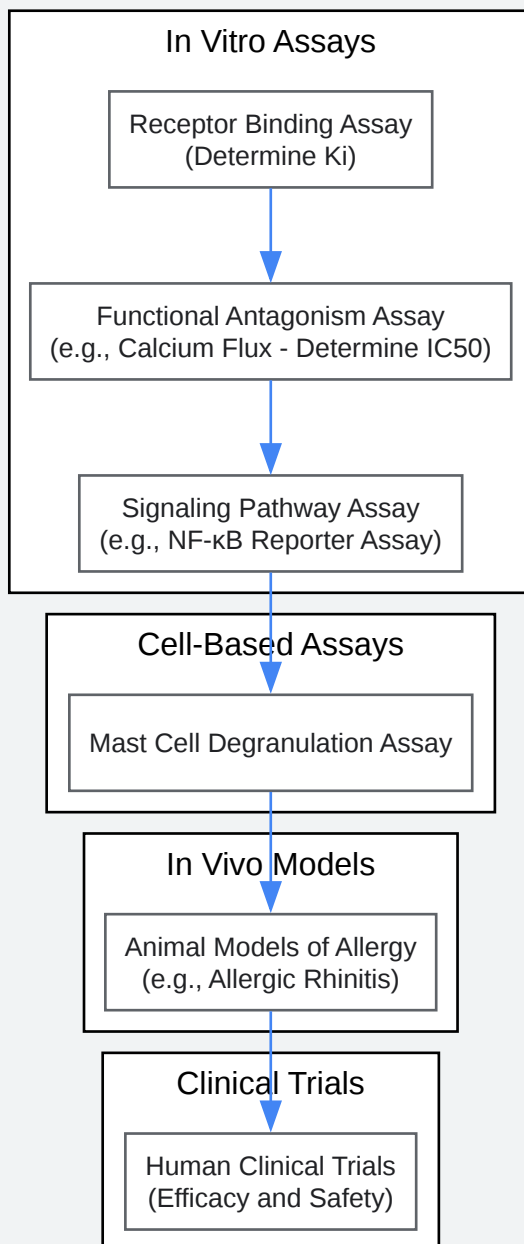 In Vitro Assays
Receptor Binding Assay
(Determine Ki)
Functional Antagonism Assay
(e.g., Calcium Flux - Determine IC50)
Signaling Pathway Assay
(e.g., NF-κB Reporter Assay)
Cell-Based Assays
Mast Cell Degranulation Assay
In Vivo Models
Animal Models of Allergy
(e.g., Allergic Rhinitis)
Clinical Trials
Human Clinical Trials
(Efficacy and Safety)